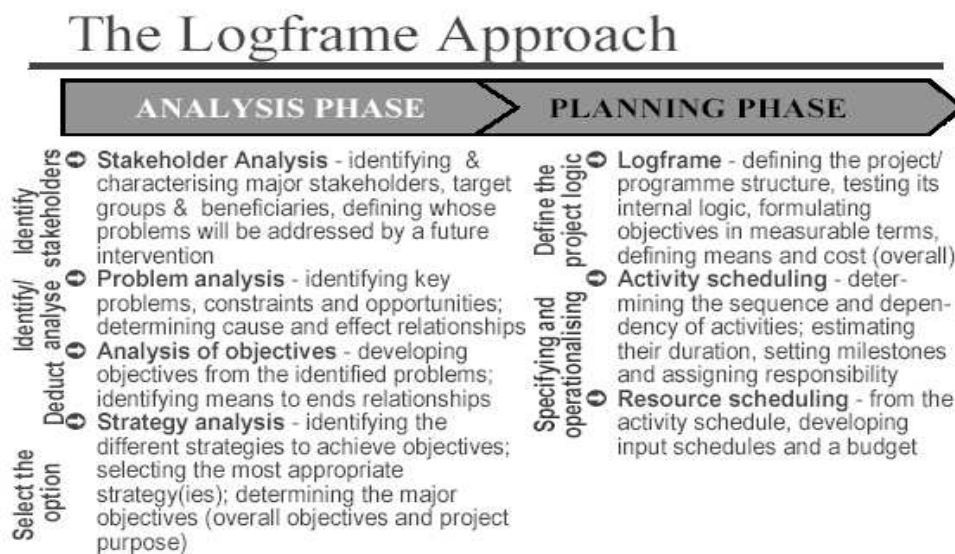 The Logframe Approach
ANALYSIS PHASE
PLANNING PHASE
Identify
stakeholders
Stakeholder Analysis - identifying &
characterising major stakeholders, target
groups & beneficiaries, defining whose
problems will be addressed by a future
intervention
Identify/
analyse
Problem analysis - identifying key
problems, constraints and opportunities;
determining cause and effect relationships
Deduct
Analysis of objectives - developing
objectives from the identified problems;
identifying means to ends relationships
Select the
option
Strategy analysis - identifying the
different strategies to achieve objectives;
selecting the most appropriate
strategy(ies); determining the major
objectives (overall objectives and project
purpose)
Define the
project logic
Logframe - defining the project/
programme structure, testing its
internal logic, formulating
objectives in measurable terms,
defining means and cost (overall)
Specifying and
operationalising
Activity scheduling - deter-
mining the sequence and depen-
dency of activities; estimating
their duration, setting milestones
and assigning responsibility
Resource scheduling - from the
activity schedule, developing
input schedules and a budget